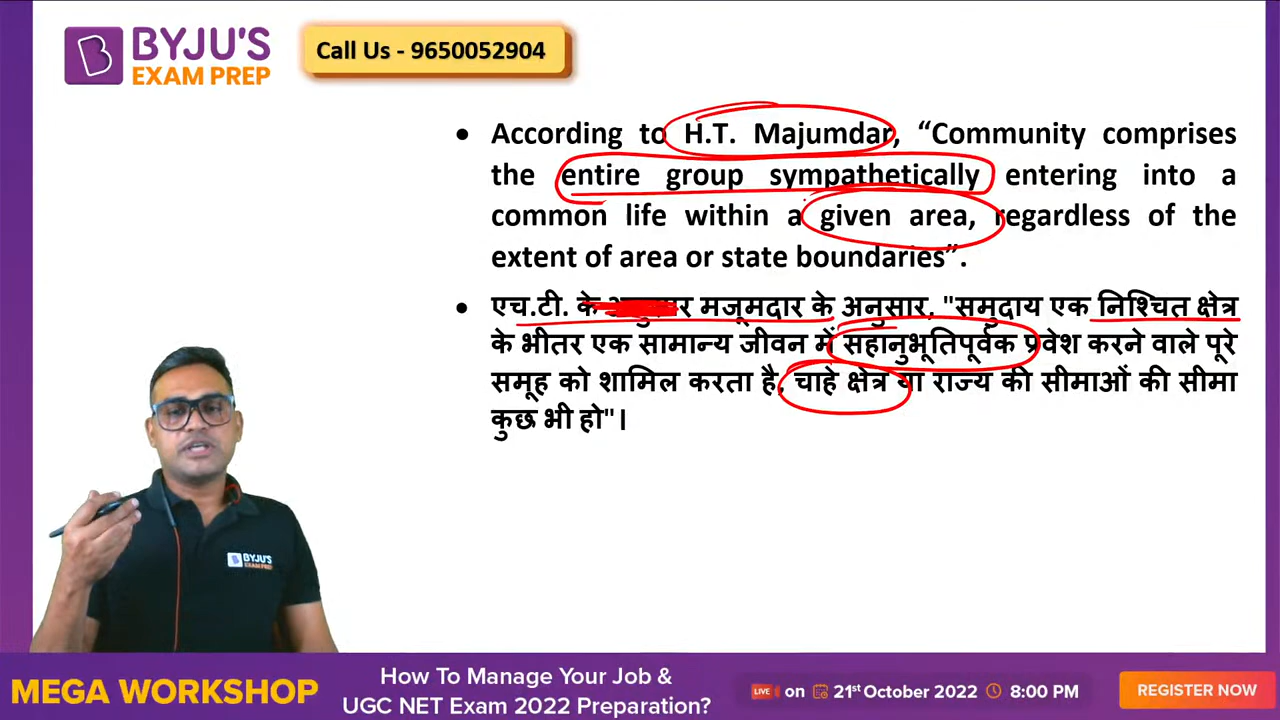 BYJU'S
EXAM PREP
Call Us - 9650052904
• According to H.T. Majumdar, “Community comprises
the entire group sympathetically entering into a
common life within a given area, regardless of the
extent of area or state boundaries”.
• एच.टी. के र मजूमदार के अनुसार, "समुदाय एक निश्चित क्षेत्र
के भीतर एक सामान्य जीवन में सहानुभूतिपूर्वक प्रवेश करने वाले पूरे
समूह को शामिल करता है, चाहे क्षेत्र या राज्य की सीमाओं की सीमा
कुछ भी हो"।
BYJU'S
EXAM PREP
MEGA WORKSHOP
How To Manage Your Job &
UGC NET Exam 2022 Preparation?
LIVE on 21st October 2022 8:00 PM
REGISTER NOW